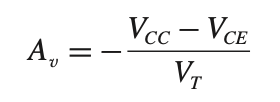 A_v = -\frac{V_{CC} - V_{CE}}{V_T}